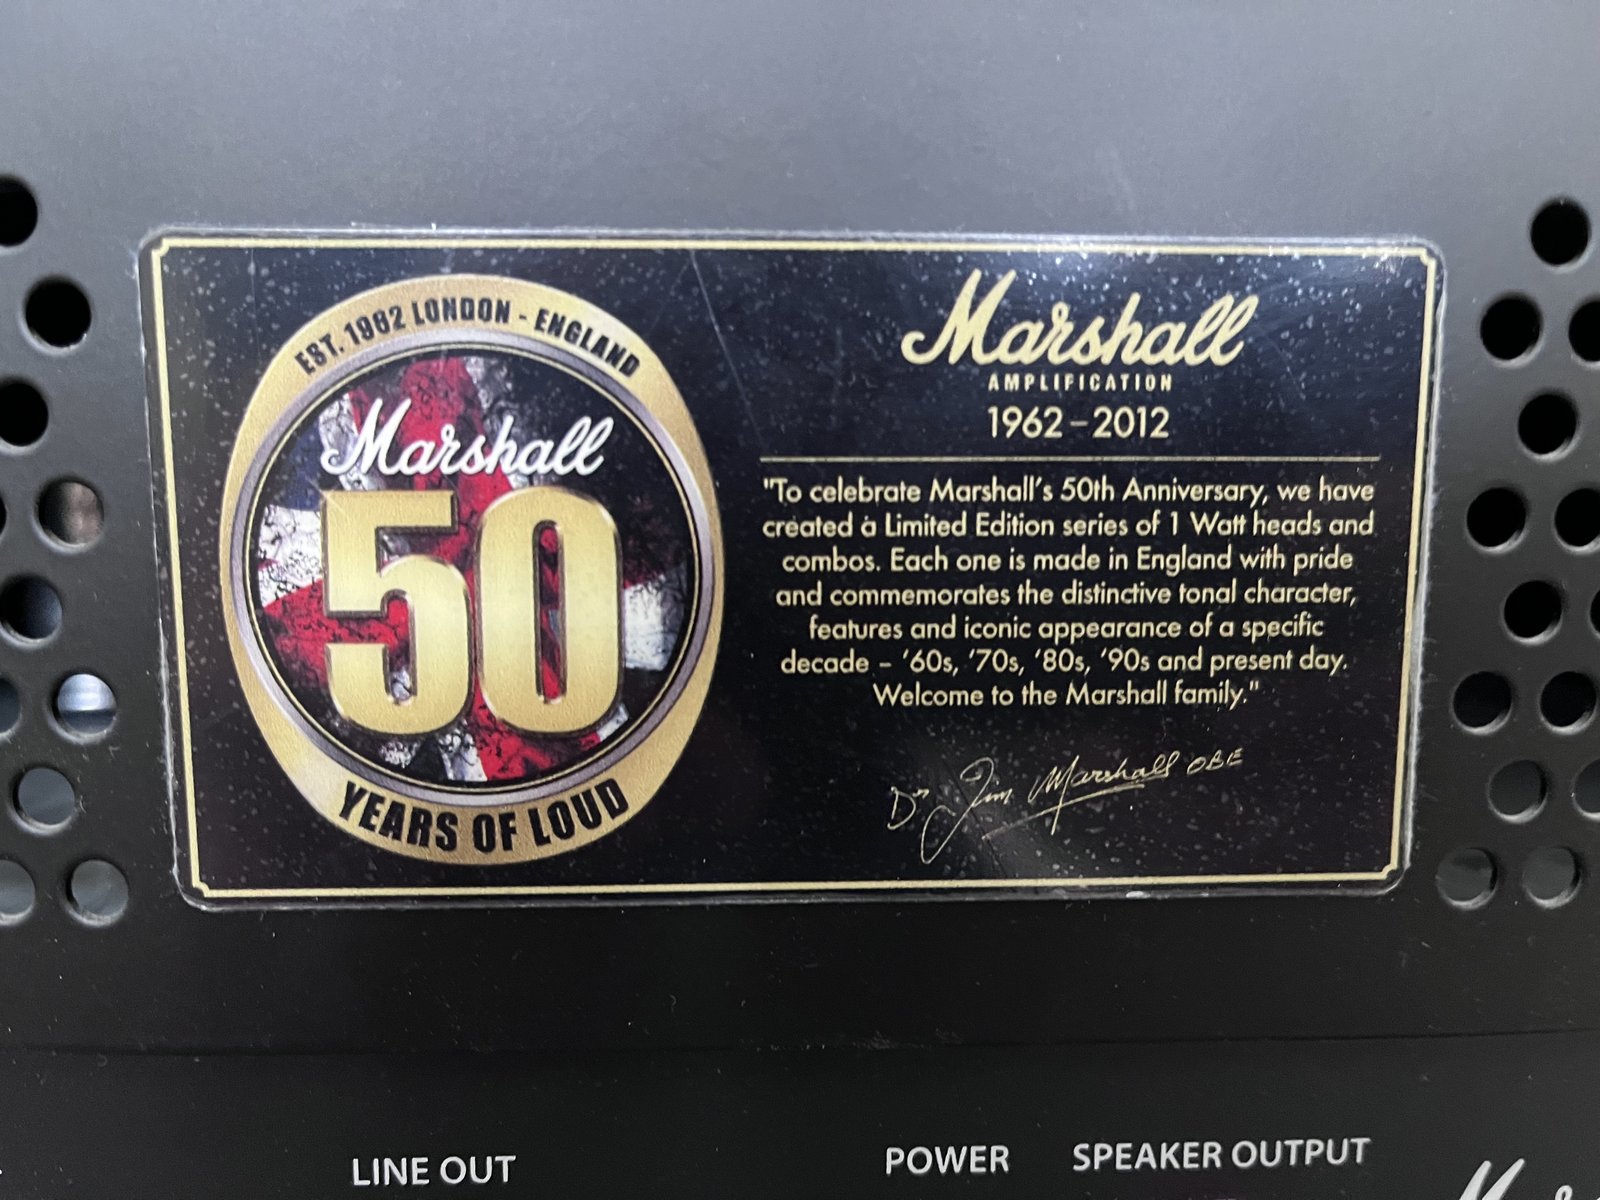 EST. 1962 LONDON - ENGLAND
Marshall
50
YEARS OF LOUD
Marshall
AMPLIFICATION
1962-2012
"To celebrate Marshall's 50th Anniversary, we have
created a Limited Edition series of 1 Watt heads and
combos. Each one is made in England with pride
and commemorates the distinctive tonal character,
features and iconic appearance of a specific
decade – '60s, '70s, '80s, '90s and present day.
Welcome to the Marshall family."
Dr Jim Marshall OBE
LINE OUT
POWER
SPEAKER OUTPUT